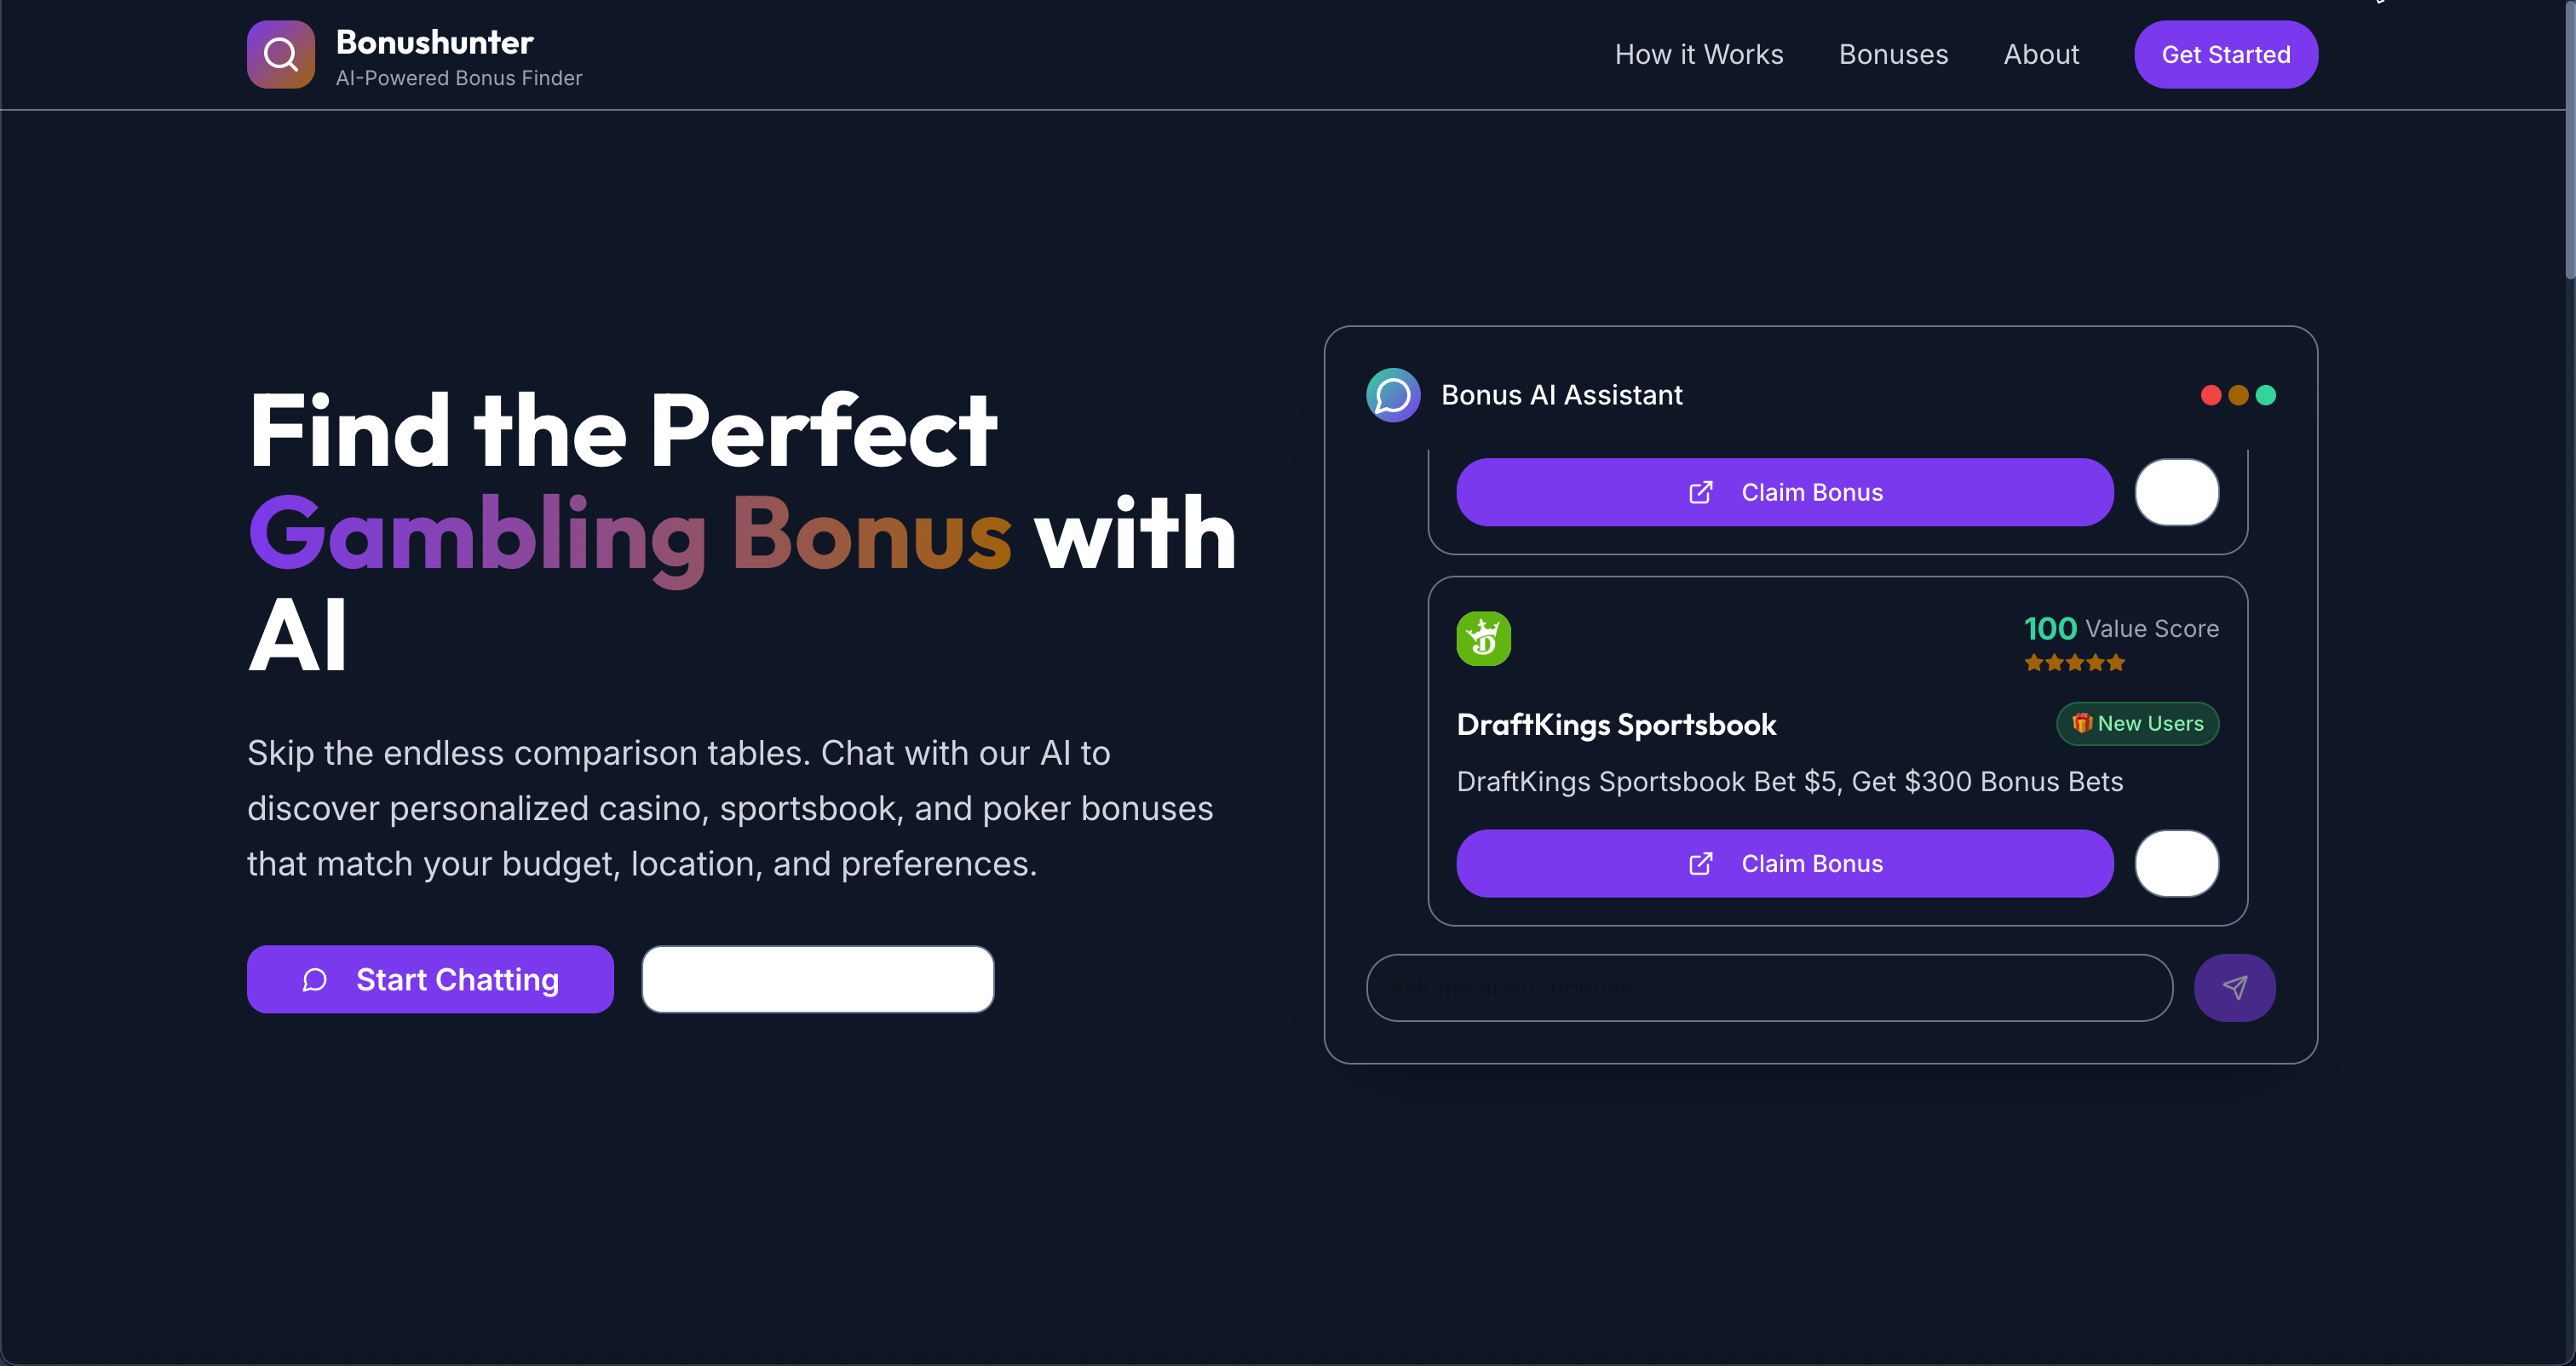 Bonushunter
AI-Powered Bonus Finder
How it Works
Bonuses
About
Get Started
Find the Perfect
Gambling Bonus with
AI
Skip the endless comparison tables. Chat with our AI to
discover personalized casino, sportsbook, and poker bonuses
that match your budget, location, and preferences.
Start Chatting
Bonus AI Assistant
Claim Bonus
100 Value Score
DraftKings Sportsbook
New Users
DraftKings Sportsbook Bet $5, Get $300 Bonus Bets
Claim Bonus
Ask me about bonuses...